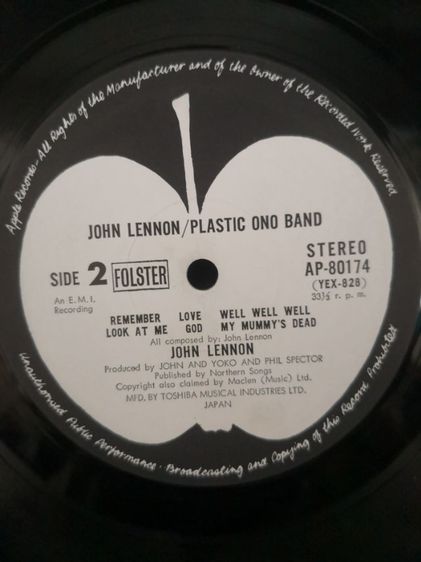 Apple Records - All Rights of the Manufacturer and of the Owner of the Recorded Work Reserved
JOHN LENNON/PLASTIC ONO BAND
STEREO
AP-80174
(YEX-828)
33⅓ r. p. m.
SIDE 2 FOLSTER
An E.M.I.
Recording
REMEMBER LOVE WELL WELL WELL
LOOK AT ME GOD MY MUMMY'S DEAD
All composed by: John Lennon
JOHN LENNON
Produced by JOHN AND YOKO AND PHIL SPECTOR
Published by Northern Songs
Copyright also claimed by Maclen (Music) Ltd.
MFD. BY TOSHIBA MUSICAL INDUSTRIES LTD.
JAPAN
Unauthorised Public Performance · Broadcasting and Copying of this Record Prohibited